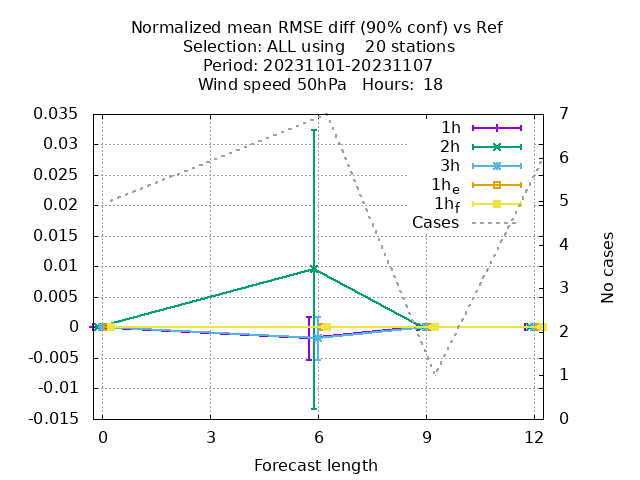 Normalized mean RMSE diff (90% conf) vs Ref
Selection: ALL using    20 stations
Period: 20231101-20231107
Wind speed 50hPa   Hours:  18
0.035
0.03
0.025
0.02
0.015
0.01
0.005
0
-0.005
-0.01
-0.015
7
6
5
4
3
2
1
0
No cases
1h
2h
3h
1he
1hf
Cases
0 3 6 9 12
Forecast length